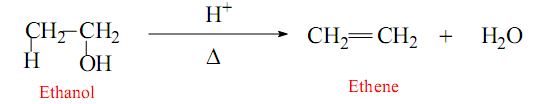 H+
CH2–CH2 CH2=CH2 + H2O
H OH Δ
Ethanol Ethene